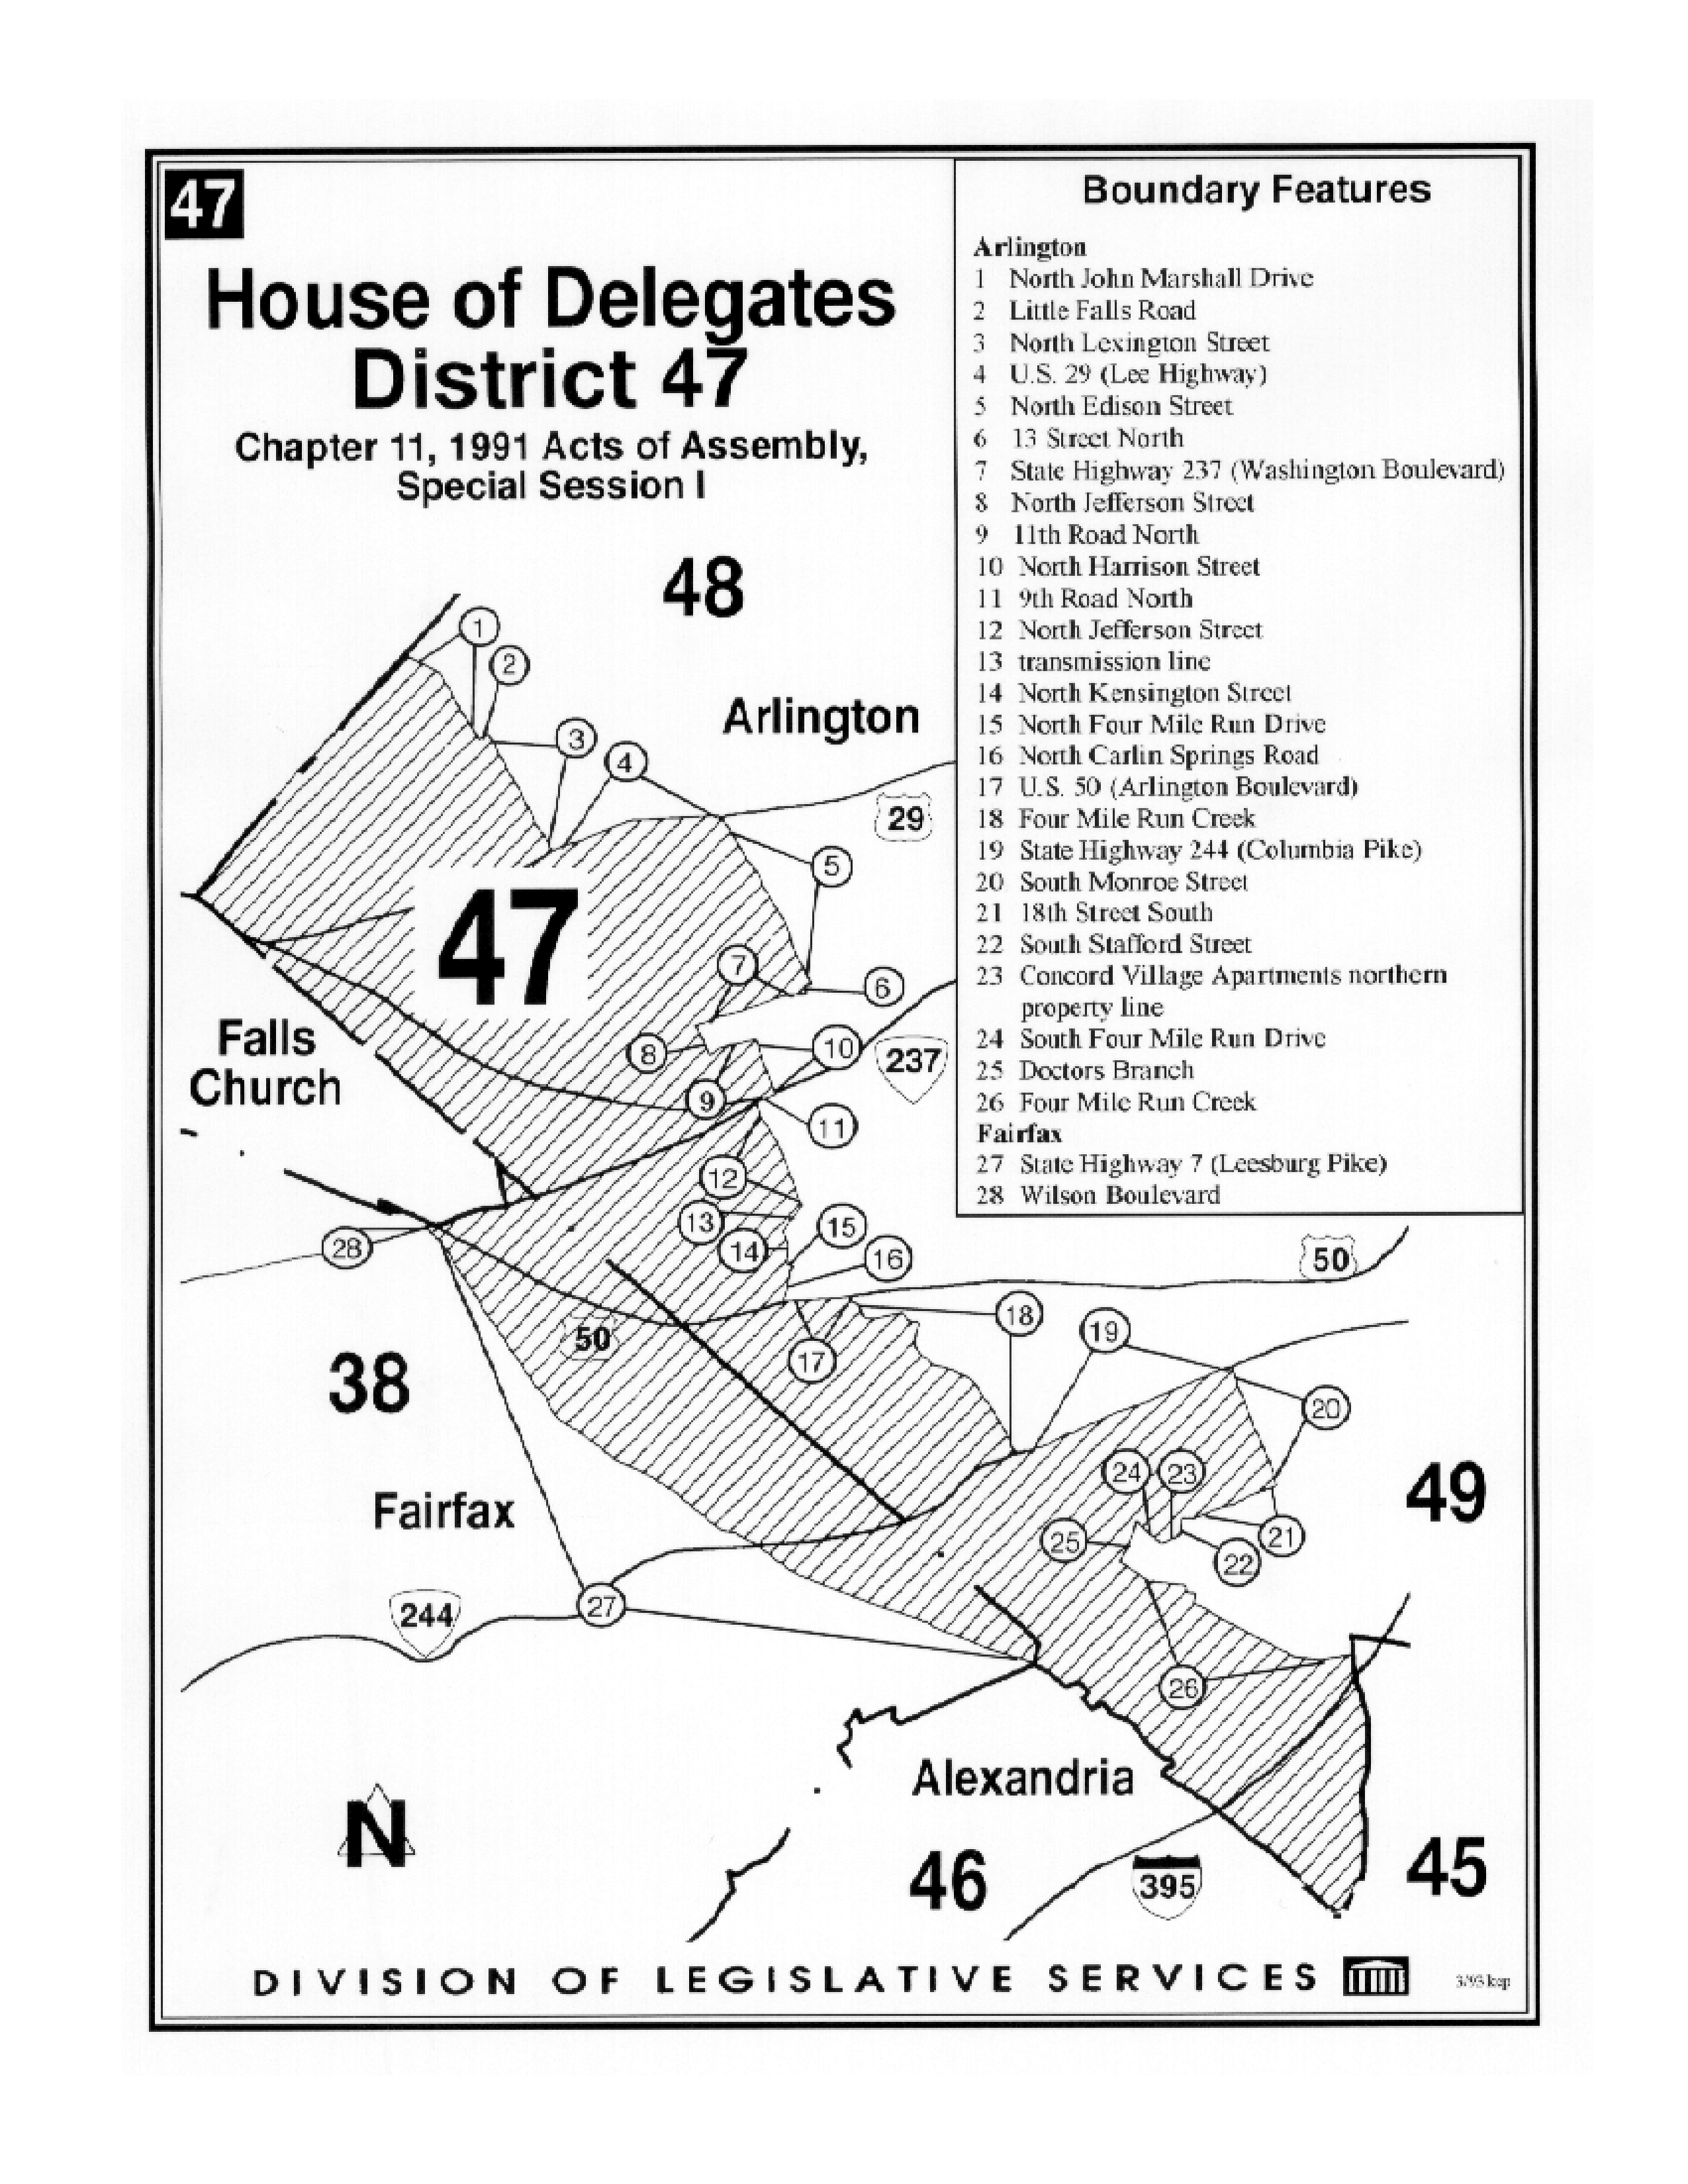 47
House of Delegates
District 47
Chapter 11, 1991 Acts of Assembly,
Special Session I
Boundary Features
Arlington
1 North John Marshall Drive
2 Little Falls Road
3 North Lexington Street
4 U.S. 29 (Lee Highway)
5 North Edison Street
6 13 Street North
7 State Highway 237 (Washington Boulevard)
8 North Jefferson Street
9 11th Road North
10 North Harrison Street
11 9th Road North
12 North Jefferson Street
13 transmission line
14 North Kensington Street
15 North Four Mile Run Drive
16 North Carlin Springs Road
17 U.S. 50 (Arlington Boulevard)
18 Four Mile Run Creek
19 State Highway 244 (Columbia Pike)
20 South Monroe Street
21 18th Street South
22 South Stafford Street
23 Concord Village Apartments northern
property line
24 South Four Mile Run Drive
25 Doctors Branch
26 Four Mile Run Creek
Fairfax
27 State Highway 7 (Leesburg Pike)
28 Wilson Boulevard
48
1
2
Arlington
3
4
29
5
47
7
6
Falls
Church
8
10
237
9
11
12
13
15
14
16
28
50
50
18
19
17
38
20
24
23
49
Fairfax
25
21
22
27
244
26
Alexandria
N
46
395
45
DIVISION OF LEGISLATIVE SERVICES
3/93 kep